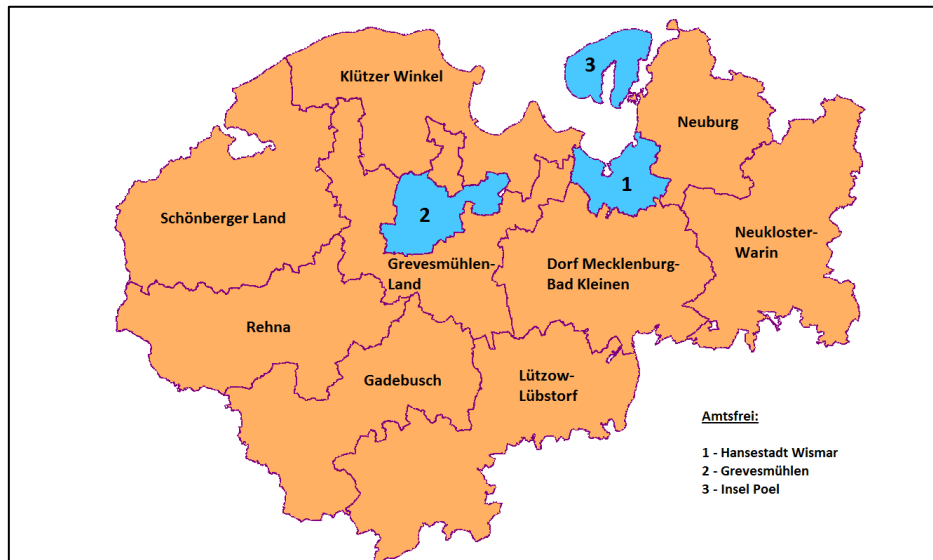 3
Klützer Winkel
Neuburg
1
Schönberger Land
2
Neukloster-
Warin
Grevesmühlen-
Land
Dorf Mecklenburg-
Bad Kleinen
Rehna
Gadebusch
Lützow-
Lübstorf
Amtsfrei:
1 - Hansestadt Wismar
2 - Grevesmühlen
3 - Insel Poel